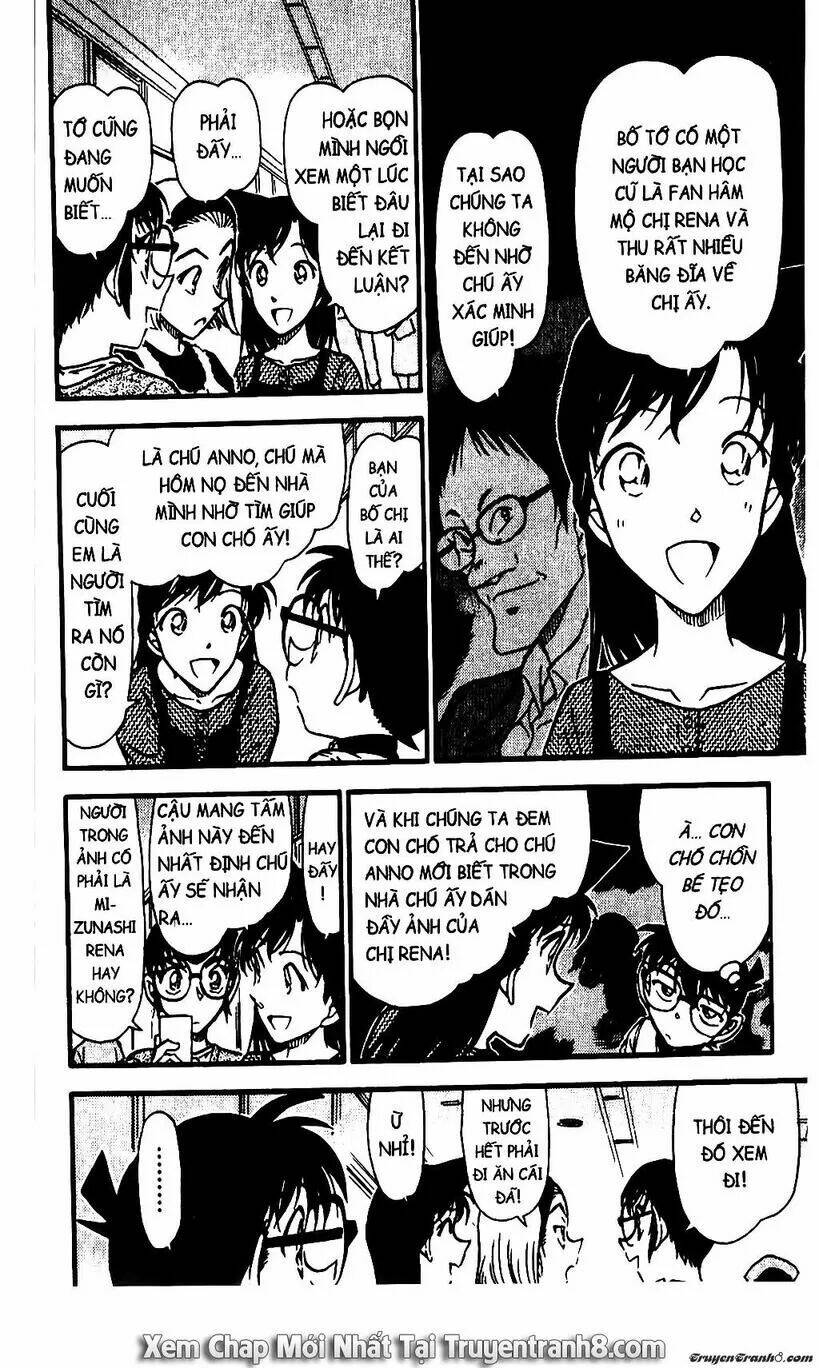 BỐ TỚ CÓ MỘT
NGƯỜI BẠN HỌC
CŨ LÀ FAN HÂM
MỘ CHỊ RENA VÀ
THU RẤT NHIỀU
BĂNG ĐĨA VỀ
CHỊ ẤY.
TẠI SAO
CHÚNG TA
KHÔNG
ĐẾN NHỜ
CHÚ ẤY
XÁC MINH
GIÚP!
HOẶC BỌN
MÌNH NGỒI
XEM MỘT LÚC
BIẾT ĐÂU
LẠI ĐI
ĐẾN KẾT
LUẬN?
PHẢI
ĐẤY...
TỚ CŨNG
ĐANG
MUỐN
BIẾT...
BẠN
CỦA
BỐ CHỊ
LÀ AI
THẾ?
LÀ CHÚ ANNO, CHÚ MÀ
HÔM NỌ ĐẾN NHÀ
MÌNH NHỜ TÌM GIÚP
CON CHÓ ẤY!
CUỐI
CÙNG
EM LÀ
NGƯỜI
TÌM
RA NÓ
CÒN
GÌ?
À... CON
CHÓ CHỒN
BÉ TẸO
ĐÓ...
VÀ KHI CHÚNG TA ĐEM
CON CHÓ TRẢ CHO CHÚ
ANNO MỚI BIẾT TRONG
NHÀ CHÚ ẤY DÁN
ĐẦY ẢNH CỦA
CHỊ RENA!
HAY
ĐẤY
!
CẬU MANG TẤM
ẢNH NÀY ĐẾN
NHẤT ĐỊNH CHÚ
ẤY SẼ NHẬN
RA...
NGƯỜI
TRONG
ẢNH CÓ
PHẢI LÀ
MI-
ZUNASHI
RENA
HAY
KHÔNG?
THÔI ĐẾN
ĐÓ XEM
ĐI!
NHƯNG
TRƯỚC
HẾT PHẢI
ĐI ĂN CÁI
ĐÃ!
Ừ
NHỈ!
.........
Xem Chap Mới Nhất Tại Truyentranh8.com
TruyenTranh8.com